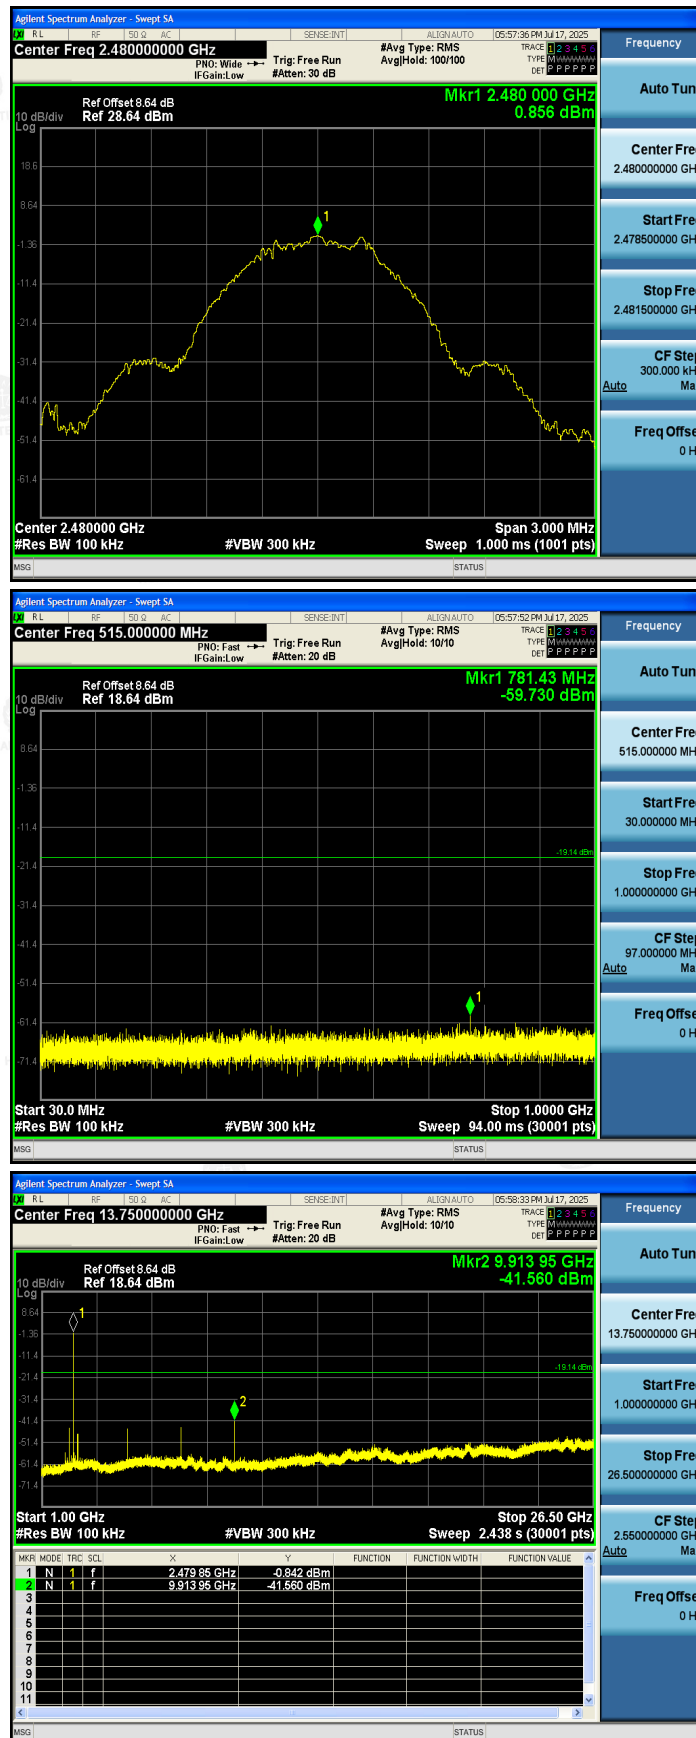 Agilent Spectrum Analyzer - Swept SA
LXI RL RF 50 Ω AC SENSE:INT ALIGN AUTO 05:57:36 PM Jul 17, 2025
Center Freq 2.480000000 GHz
PNO: Wide
IFGain:Low
Trig: Free Run
#Atten: 30 dB
#Avg Type: RMS
Avg|Hold: 100/100
TRACE 1 2 3 4 5 6
TYPE MWWWWW
DET P P P P P P
Frequency
Mkr1 2.480 000 GHz
0.856 dBm
Ref Offset 8.64 dB
Ref 28.64 dBm
10 dB/div
Log
18.6
8.64
-1.36
-11.4
-21.4
-31.4
-41.4
-51.4
-61.4
1
Auto Tun
Center Fre
2.480000000 GH
Start Fre
2.478500000 GH
Stop Fre
2.481500000 GH
CF Step
300.000 kH
Auto Ma
Freq Offse
0 H
Center 2.480000 GHz
Span 3.000 MHz
#Res BW 100 kHz
#VBW 300 kHz
Sweep 1.000 ms (1001 pts)
MSG STATUS
Agilent Spectrum Analyzer - Swept SA
LXI RL RF 50 Ω AC SENSE:INT ALIGN AUTO 05:57:52 PM Jul 17, 2025
Center Freq 515.000000 MHz
PNO: Fast
IFGain:Low
Trig: Free Run
#Atten: 20 dB
#Avg Type: RMS
Avg|Hold: 10/10
TRACE 1 2 3 4 5 6
TYPE MWWWWW
DET P P P P P P
Frequency
Mkr1 781.43 MHz
-59.730 dBm
Ref Offset 8.64 dB
Ref 18.64 dBm
10 dB/div
Log
8.64
-1.36
-11.4
-21.4
-31.4
-41.4
-51.4
-61.4
-71.4
-19.14 dBm
1
Auto Tun
Center Fre
515.000000 MH
Start Fre
30.000000 MH
Stop Fre
1.000000000 GH
CF Step
97.000000 MH
Auto Ma
Freq Offse
0 H
Start 30.0 MHz
Stop 1.0000 GHz
#Res BW 100 kHz
#VBW 300 kHz
Sweep 94.00 ms (30001 pts)
MSG STATUS
Agilent Spectrum Analyzer - Swept SA
LXI RL RF 50 Ω AC SENSE:INT ALIGN AUTO 05:58:33 PM Jul 17, 2025
Center Freq 13.750000000 GHz
PNO: Fast
IFGain:Low
Trig: Free Run
#Atten: 20 dB
#Avg Type: RMS
Avg|Hold: 10/10
TRACE 1 2 3 4 5 6
TYPE MWWWWW
DET P P P P P P
Frequency
Mkr2 9.913 95 GHz
-41.560 dBm
Ref Offset 8.64 dB
Ref 18.64 dBm
10 dB/div
Log
8.64
-1.36
-11.4
-21.4
-31.4
-41.4
-51.4
-61.4
-71.4
1
-19.14 dBm
2
Auto Tun
Center Fre
13.750000000 GH
Start Fre
1.000000000 GH
Stop Fre
26.500000000 GH
CF Step
2.550000000 GH
Auto Ma
Freq Offse
0 H
Start 1.00 GHz
Stop 26.50 GHz
#Res BW 100 kHz
#VBW 300 kHz
Sweep 2.438 s (30001 pts)
MKR MODE TRC SCL X Y FUNCTION FUNCTION WIDTH FUNCTION VALUE
1 N 1 f 2.479 85 GHz -0.842 dBm
2 N 1 f 9.913 95 GHz -41.560 dBm
3
4
5
6
7
8
9
10
11
MSG STATUS